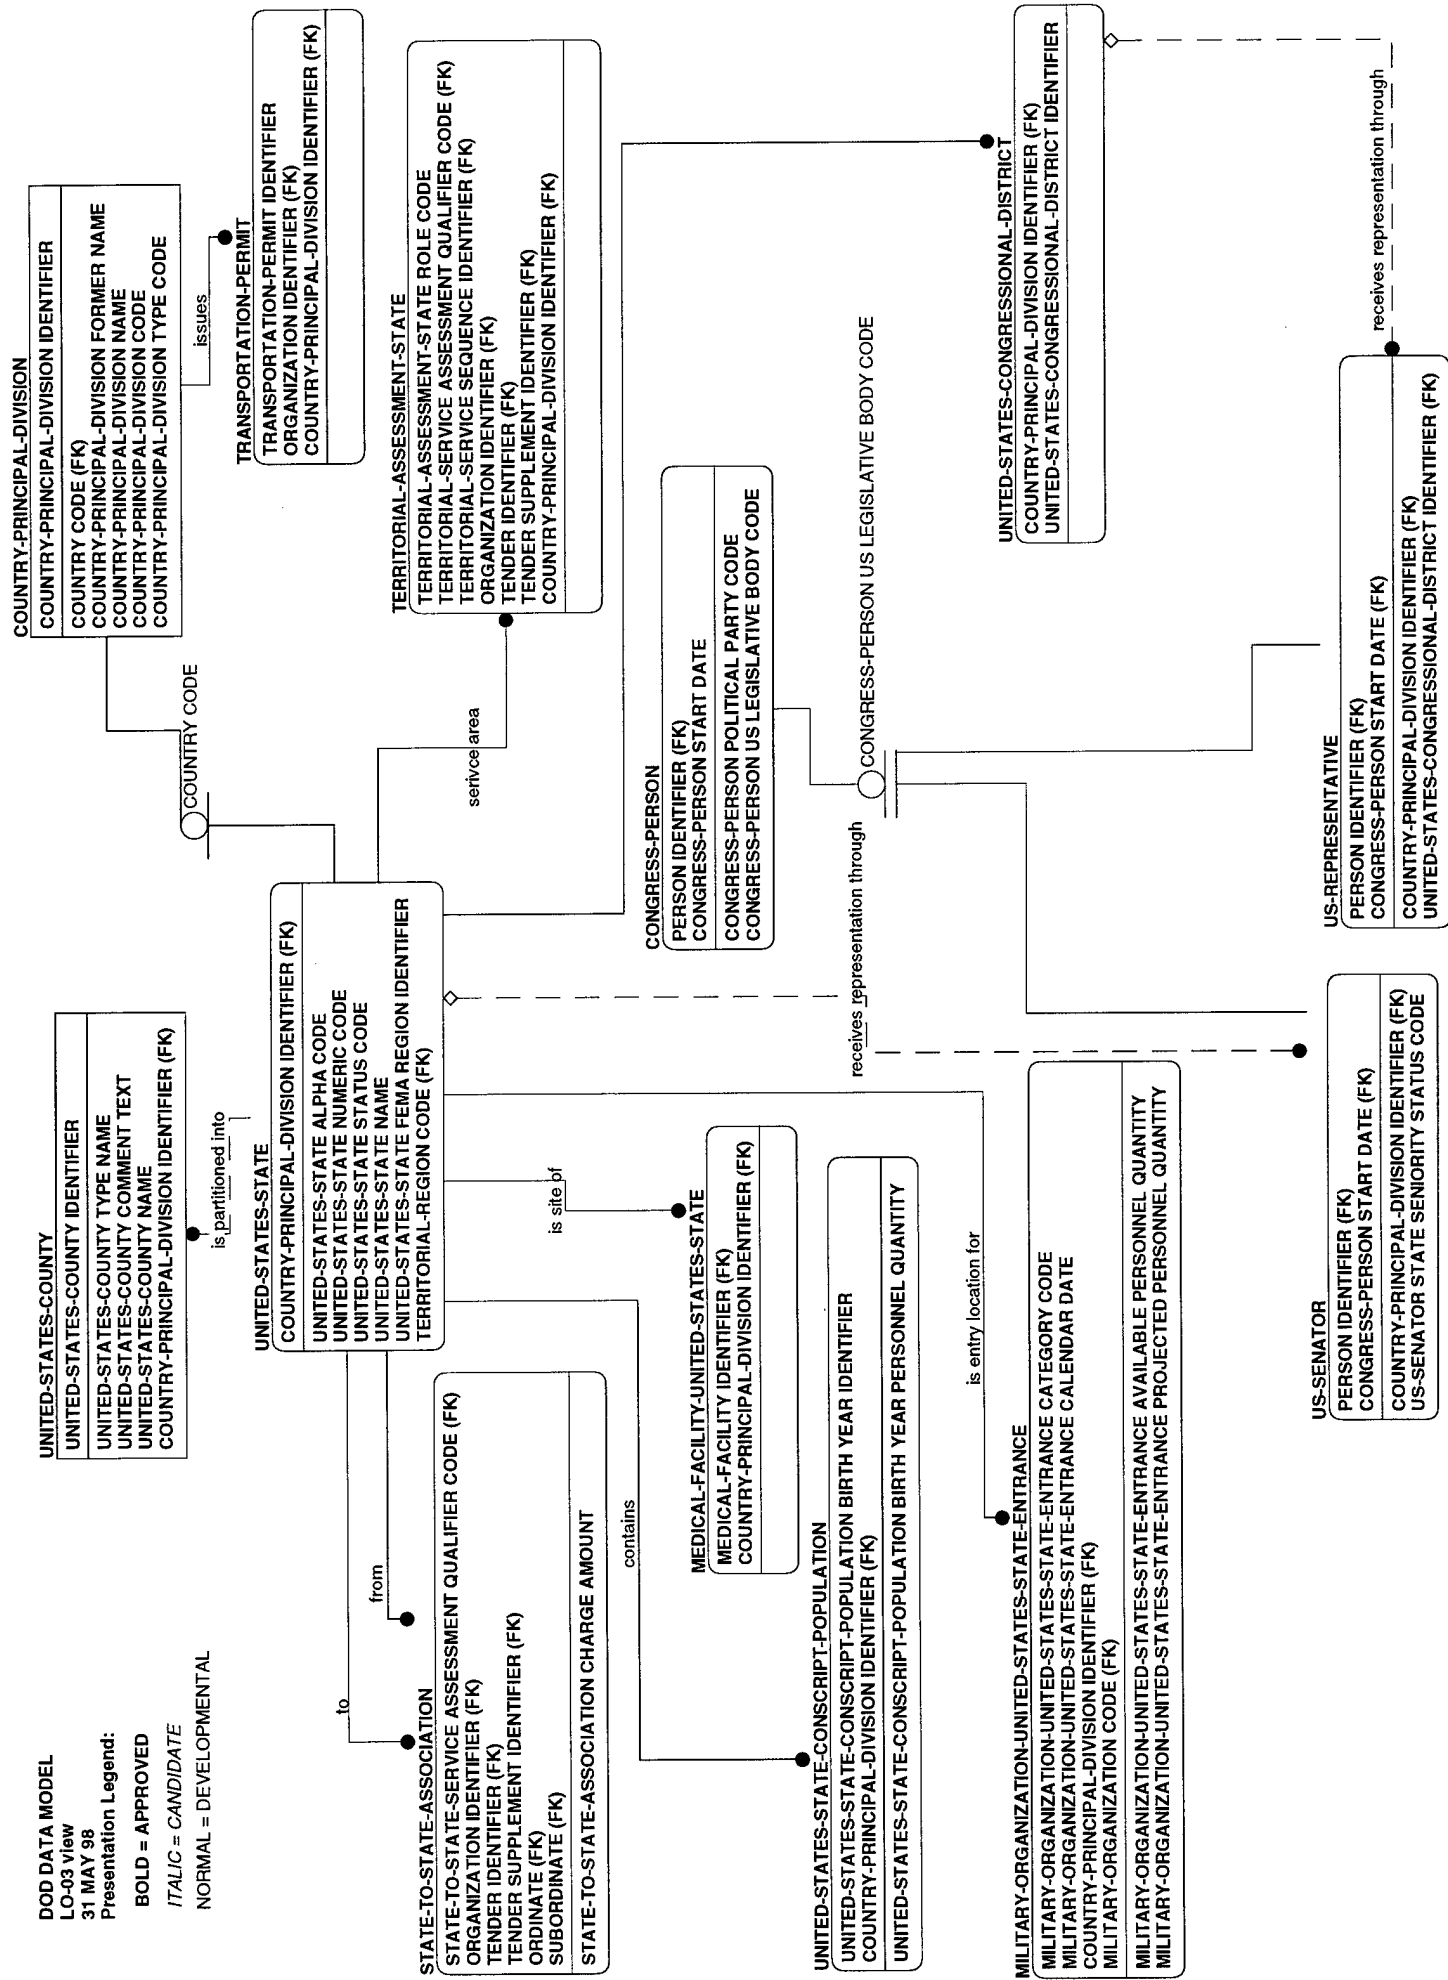 DOD DATA MODEL
LO-03 view
31 MAY 98
Presentation Legend:
BOLD = APPROVED
ITALIC = CANDIDATE
NORMAL = DEVELOPMENTAL
UNITED-STATES-COUNTY
UNITED-STATES-COUNTY IDENTIFIER
UNITED-STATES-COUNTY TYPE NAME
UNITED-STATES-COUNTY COMMENT TEXT
UNITED-STATES-COUNTY NAME
COUNTRY-PRINCIPAL-DIVISION IDENTIFIER (FK)
is partitioned into
COUNTRY-PRINCIPAL-DIVISION
COUNTRY-PRINCIPAL-DIVISION IDENTIFIER
COUNTRY CODE (FK)
COUNTRY-PRINCIPAL-DIVISION FORMER NAME
COUNTRY-PRINCIPAL-DIVISION NAME
COUNTRY-PRINCIPAL-DIVISION CODE
COUNTRY-PRINCIPAL-DIVISION TYPE CODE
COUNTRY CODE
issues
TRANSPORTATION-PERMIT
TRANSPORTATION-PERMIT IDENTIFIER
ORGANIZATION IDENTIFIER (FK)
COUNTRY-PRINCIPAL-DIVISION IDENTIFIER (FK)
UNITED-STATES-STATE
COUNTRY-PRINCIPAL-DIVISION IDENTIFIER (FK)
UNITED-STATES-STATE ALPHA CODE
UNITED-STATES-STATE NUMERIC CODE
UNITED-STATES-STATE STATUS CODE
UNITED-STATES-STATE NAME
UNITED-STATES-STATE FEMA REGION IDENTIFIER
TERRITORIAL-REGION CODE (FK)
to
from
STATE-TO-STATE-ASSOCIATION
STATE-TO-STATE-SERVICE ASSESSMENT QUALIFIER CODE (FK)
ORGANIZATION IDENTIFIER (FK)
TENDER IDENTIFIER (FK)
TENDER SUPPLEMENT IDENTIFIER (FK)
ORDINATE (FK)
SUBORDINATE (FK)
STATE-TO-STATE-ASSOCIATION CHARGE AMOUNT
serivce area
TERRITORIAL-ASSESSMENT-STATE
TERRITORIAL-ASSESSMENT-STATE ROLE CODE
TERRITORIAL-SERVICE ASSESSMENT QUALIFIER CODE (FK)
TERRITORIAL-SERVICE SEQUENCE IDENTIFIER (FK)
ORGANIZATION IDENTIFIER (FK)
TENDER IDENTIFIER (FK)
TENDER SUPPLEMENT IDENTIFIER (FK)
COUNTRY-PRINCIPAL-DIVISION IDENTIFIER (FK)
contains
is site of
MEDICAL-FACILITY-UNITED-STATES-STATE
MEDICAL-FACILITY IDENTIFIER (FK)
COUNTRY-PRINCIPAL-DIVISION IDENTIFIER (FK)
CONGRESS-PERSON
PERSON IDENTIFIER (FK)
CONGRESS-PERSON START DATE
CONGRESS-PERSON POLITICAL PARTY CODE
CONGRESS-PERSON US LEGISLATIVE BODY CODE
CONGRESS-PERSON US LEGISLATIVE BODY CODE
receives representation through
UNITED-STATES-STATE-CONSCRIPT-POPULATION
UNITED-STATES-STATE-CONSCRIPT-POPULATION BIRTH YEAR IDENTIFIER
COUNTRY-PRINCIPAL-DIVISION IDENTIFIER (FK)
UNITED-STATES-STATE-CONSCRIPT-POPULATION BIRTH YEAR PERSONNEL QUANTITY
is entry location for
UNITED-STATES-CONGRESSIONAL-DISTRICT
COUNTRY-PRINCIPAL-DIVISION IDENTIFIER (FK)
UNITED-STATES-CONGRESSIONAL-DISTRICT IDENTIFIER
MILITARY-ORGANIZATION-UNITED-STATES-STATE-ENTRANCE
MILITARY-ORGANIZATION-UNITED-STATES-STATE-ENTRANCE CATEGORY CODE
MILITARY-ORGANIZATION-UNITED-STATES-STATE-ENTRANCE CALENDAR DATE
COUNTRY-PRINCIPAL-DIVISION IDENTIFIER (FK)
MILITARY-ORGANIZATION CODE (FK)
MILITARY-ORGANIZATION-UNITED-STATES-STATE-ENTRANCE AVAILABLE PERSONNEL QUANTITY
MILITARY-ORGANIZATION-UNITED-STATES-STATE-ENTRANCE PROJECTED PERSONNEL QUANTITY
US-SENATOR
PERSON IDENTIFIER (FK)
CONGRESS-PERSON START DATE (FK)
COUNTRY-PRINCIPAL-DIVISION IDENTIFIER (FK)
US-SENATOR STATE SENIORITY STATUS CODE
US-REPRESENTATIVE
PERSON IDENTIFIER (FK)
CONGRESS-PERSON START DATE (FK)
COUNTRY-PRINCIPAL-DIVISION IDENTIFIER (FK)
UNITED-STATES-CONGRESSIONAL-DISTRICT IDENTIFIER (FK)
receives representation through